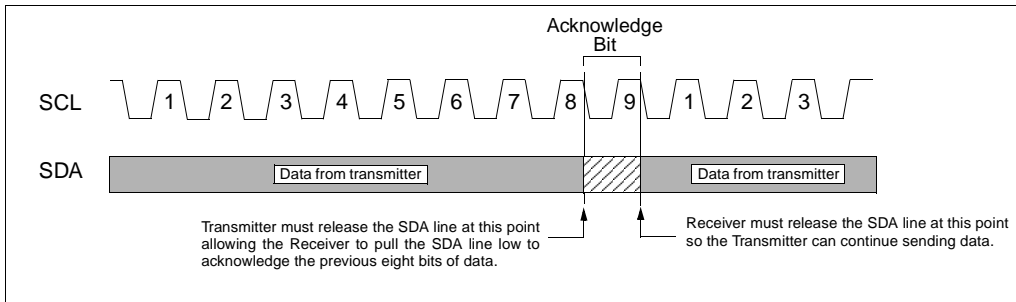 Acknowledge
Bit
SCL 1 2 3 4 5 6 7 8 9 1 2 3
SDA Data from transmitter Data from transmitter
Transmitter must release the SDA line at this point
allowing the Receiver to pull the SDA line low to
acknowledge the previous eight bits of data.
Receiver must release the SDA line at this point
so the Transmitter can continue sending data.